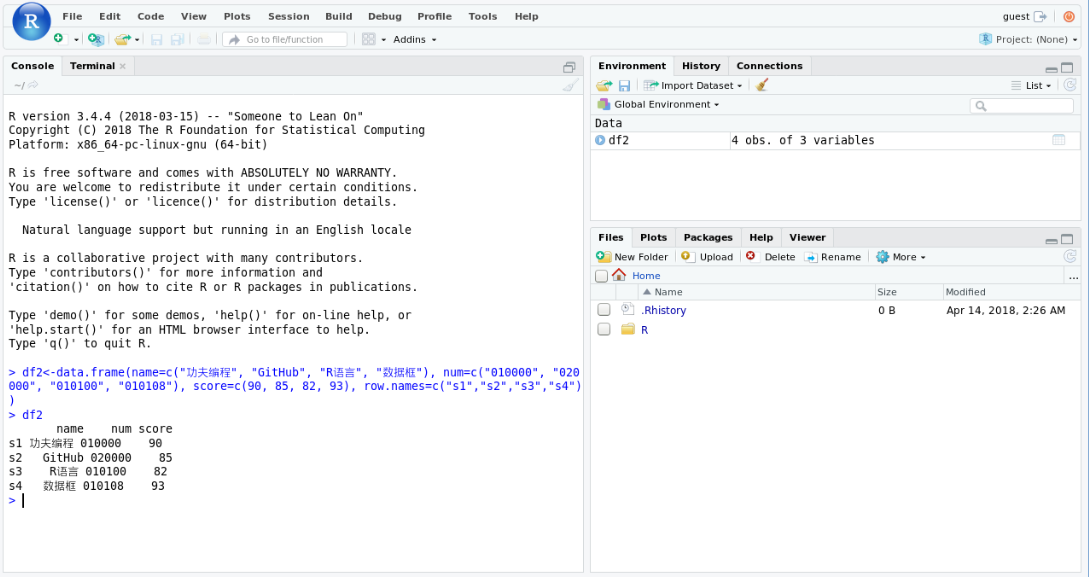 R File Edit Code View Plots Session Build Debug Profile Tools Help guest
Go to file/function Addins Project: (None)
Console Terminal
~/
R version 3.4.4 (2018-03-15) -- "Someone to Lean On"
Copyright (C) 2018 The R Foundation for Statistical Computing
Platform: x86_64-pc-linux-gnu (64-bit)
R is free software and comes with ABSOLUTELY NO WARRANTY.
You are welcome to redistribute it under certain conditions.
Type 'license()' or 'licence()' for distribution details.
Natural language support but running in an English locale
R is a collaborative project with many contributors.
Type 'contributors()' for more information and
'citation()' on how to cite R or R packages in publications.
Type 'demo()' for some demos, 'help()' for on-line help, or
'help.start()' for an HTML browser interface to help.
Type 'q()' to quit R.
> df2<-data.frame(name=c("功夫编程", "GitHub", "R语言", "数据框"), num=c("010000", "020
000", "010100", "010108"), score=c(90, 85, 82, 93), row.names=c("s1","s2","s3","s4")
)
> df2
name num score
s1 功夫编程 010000 90
s2 GitHub 020000 85
s3 R语言 010100 82
s4 数据框 010108 93
>
Environment History Connections
Import Dataset List
Global Environment
Data
df2 4 obs. of 3 variables
Files Plots Packages Help Viewer
New Folder Upload Delete Rename More
Home ...
Name Size Modified
.Rhistory 0 B Apr 14, 2018, 2:26 AM
R